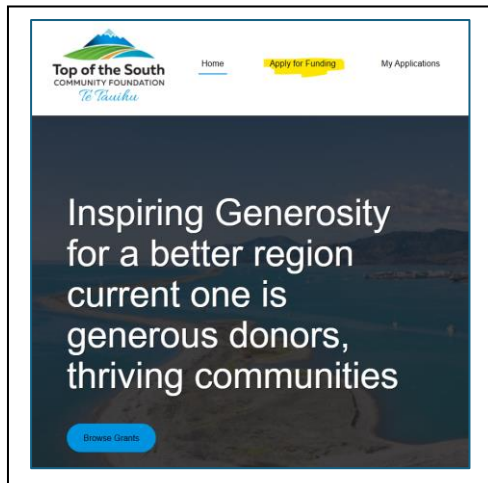 Top of the South
COMMUNITY FOUNDATION
Te Tauihu
Home
Apply for Funding
My Applications
Inspiring Generosity
for a better region
current one is
generous donors,
thriving communities
Browse Grants